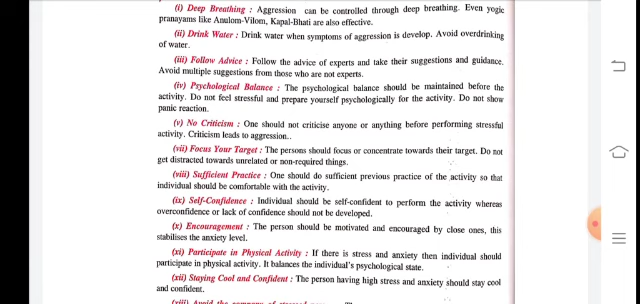 (i) Deep Breathing : Aggression can be controlled through deep breathing. Even yogic
pranayams like Anulom-Vilom, Kapal-Bhati are also effective.
(ii) Drink Water : Drink water when symptoms of aggression is develop. Avoid overdrinking
of water.
(iii) Follow Advice : Follow the advice of experts and take their suggestions and guidance.
Avoid multiple suggestions from those who are not experts.
(iv) Psychological Balance : The psychological balance should be maintained before the
activity. Do not feel stressful and prepare yourself psychologically for the activity. Do not show
panic reaction.
(v) No Criticism : One should not criticise anyone or anything before performing stressful
activity. Criticism leads to aggression..
(vii) Focus Your Target : The persons should focus or concentrate towards their target. Do not
get distracted towards unrelated or non-required things.
(viii) Sufficient Practice : One should do sufficient previous practice of the activity so that
individual should be comfortable with the activity.
(ix) Self-Confidence : Individual should be self-confident to perform the activity whereas
overconfidence or lack of confidence should not be developed.
(x) Encouragement : The person should be motivated and encouraged by close ones, this
stabilises the anxiety level.
(xi) Participate in Physical Activity : If there is stress and anxiety then individual should
participate in physical activity. It balances the individual's psychological state.
(xii) Staying Cool and Confident : The person having high stress and anxiety should stay cool
and confident.
(xiii) Avoid the company of